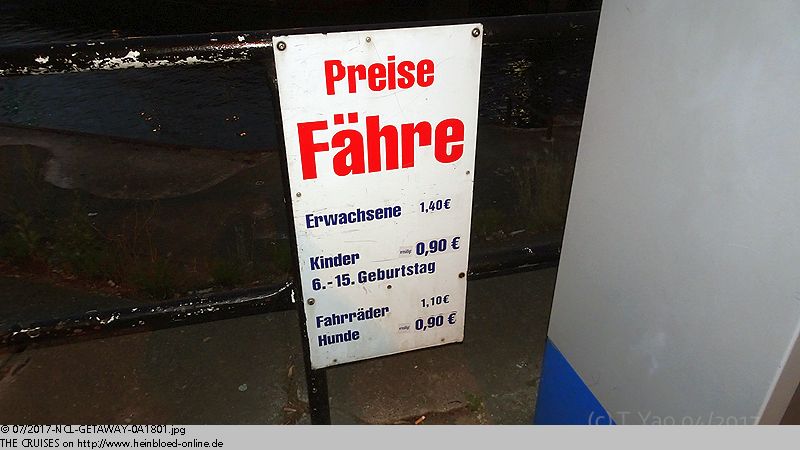 Preise
Fähre
Erwachsene 1,40 €
Kinder 0,90 €
6.-15. Geburtstag
Fahrräder 1,10 €
Hunde 0,90 €
(c) T. Yao 04/2017
© 07/2017-NCL-GETAWAY-0A1801.jpg
THE CRUISES on http://www.heinbloed-online.de